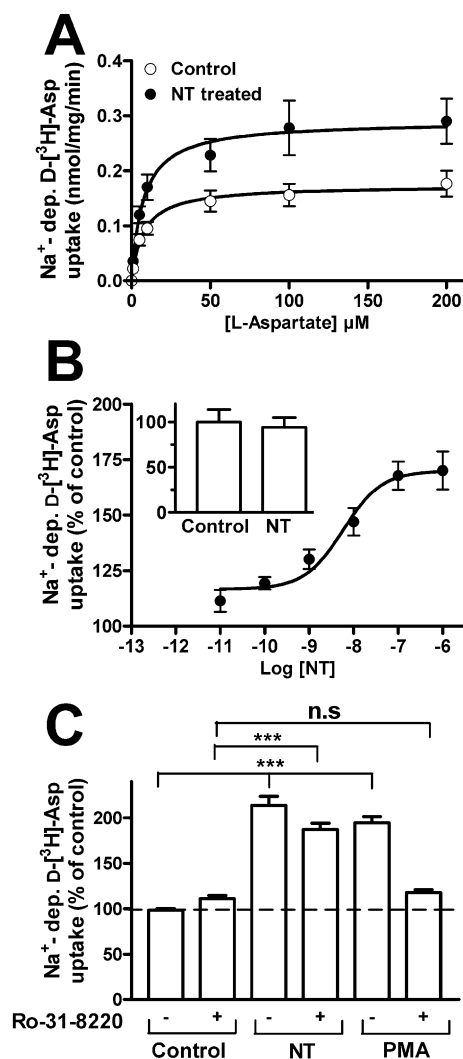 A
Na⁺- dep. D-[³H]-Asp
uptake (nmol/mg/min)
0.4
0.3
0.2
0.1
0.0
Control
NT treated
0 50 100 150 200
[L-Aspartate] µM
B
Na⁺- dep. D-[³H]-Asp
uptake (% of control)
200
175
150
125
100
100
75
50
25
0
Control NT
-13 -12 -11 -10 -9 -8 -7 -6
Log [NT]
C
n.s
***
***
Na⁺- dep. D-[³H]-Asp
uptake (% of control)
200
150
100
50
0
Ro-31-8220 - + - + - +
Control NT PMA